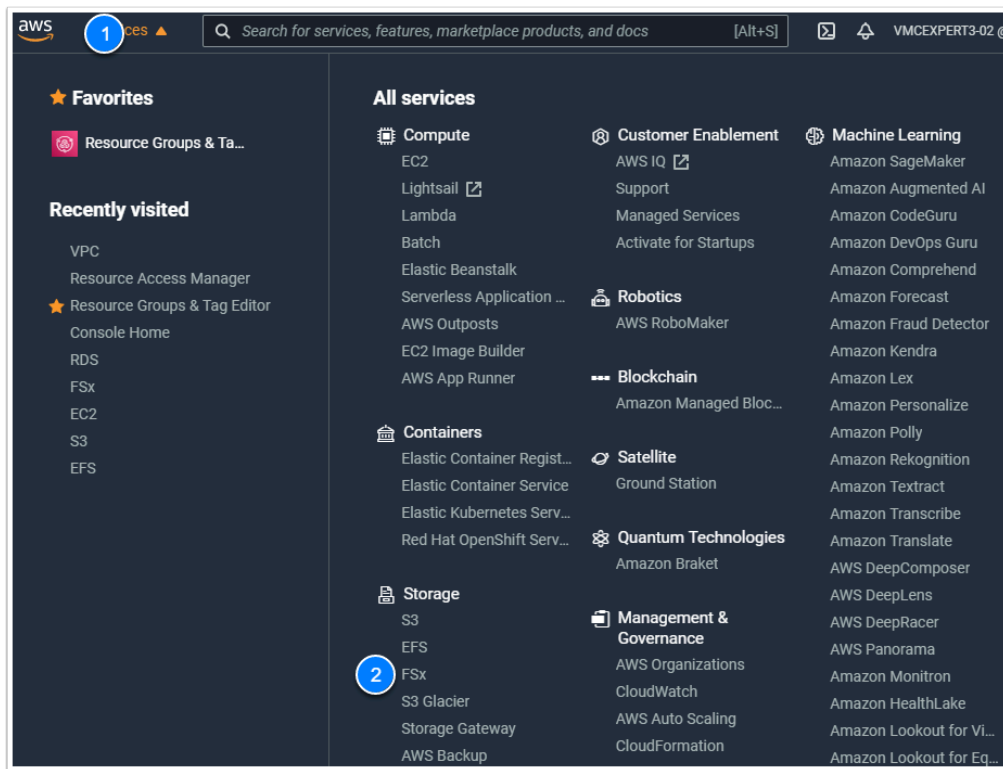 aws
1
ces ▲
Search for services, features, marketplace products, and docs
[Alt+S]
VMCEXPERT3-02 @
Favorites
Resource Groups & Ta...
Recently visited
VPC
Resource Access Manager
Resource Groups & Tag Editor
Console Home
RDS
FSx
EC2
S3
EFS
All services
Compute
EC2
Lightsail
Lambda
Batch
Elastic Beanstalk
Serverless Application ...
AWS Outposts
EC2 Image Builder
AWS App Runner
Containers
Elastic Container Regist...
Elastic Container Service
Elastic Kubernetes Serv...
Red Hat OpenShift Serv...
Storage
S3
EFS
2
FSx
S3 Glacier
Storage Gateway
AWS Backup
Customer Enablement
AWS IQ
Support
Managed Services
Activate for Startups
Robotics
AWS RoboMaker
Blockchain
Amazon Managed Bloc...
Satellite
Ground Station
Quantum Technologies
Amazon Braket
Management &
Governance
AWS Organizations
CloudWatch
AWS Auto Scaling
CloudFormation
Machine Learning
Amazon SageMaker
Amazon Augmented AI
Amazon CodeGuru
Amazon DevOps Guru
Amazon Comprehend
Amazon Forecast
Amazon Fraud Detector
Amazon Kendra
Amazon Lex
Amazon Personalize
Amazon Polly
Amazon Rekognition
Amazon Textract
Amazon Transcribe
Amazon Translate
AWS DeepComposer
AWS DeepLens
AWS DeepRacer
AWS Panorama
Amazon Monitron
Amazon HealthLake
Amazon Lookout for Vi...
Amazon Lookout for Eq...